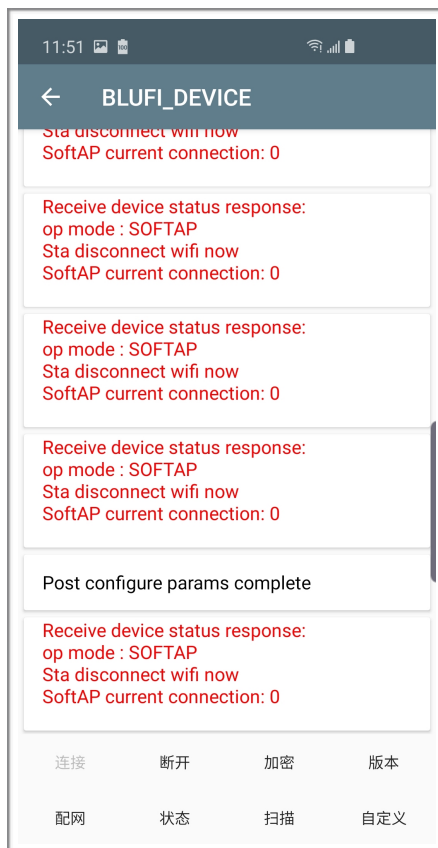 11:51
BLUFI_DEVICE
Sta disconnect wifi now
SoftAP current connection: 0
Receive device status response:
op mode : SOFTAP
Sta disconnect wifi now
SoftAP current connection: 0
Receive device status response:
op mode : SOFTAP
Sta disconnect wifi now
SoftAP current connection: 0
Receive device status response:
op mode : SOFTAP
Sta disconnect wifi now
SoftAP current connection: 0
Post configure params complete
Receive device status response:
op mode : SOFTAP
Sta disconnect wifi now
SoftAP current connection: 0
连接 断开 加密 版本
配网 状态 扫描 自定义